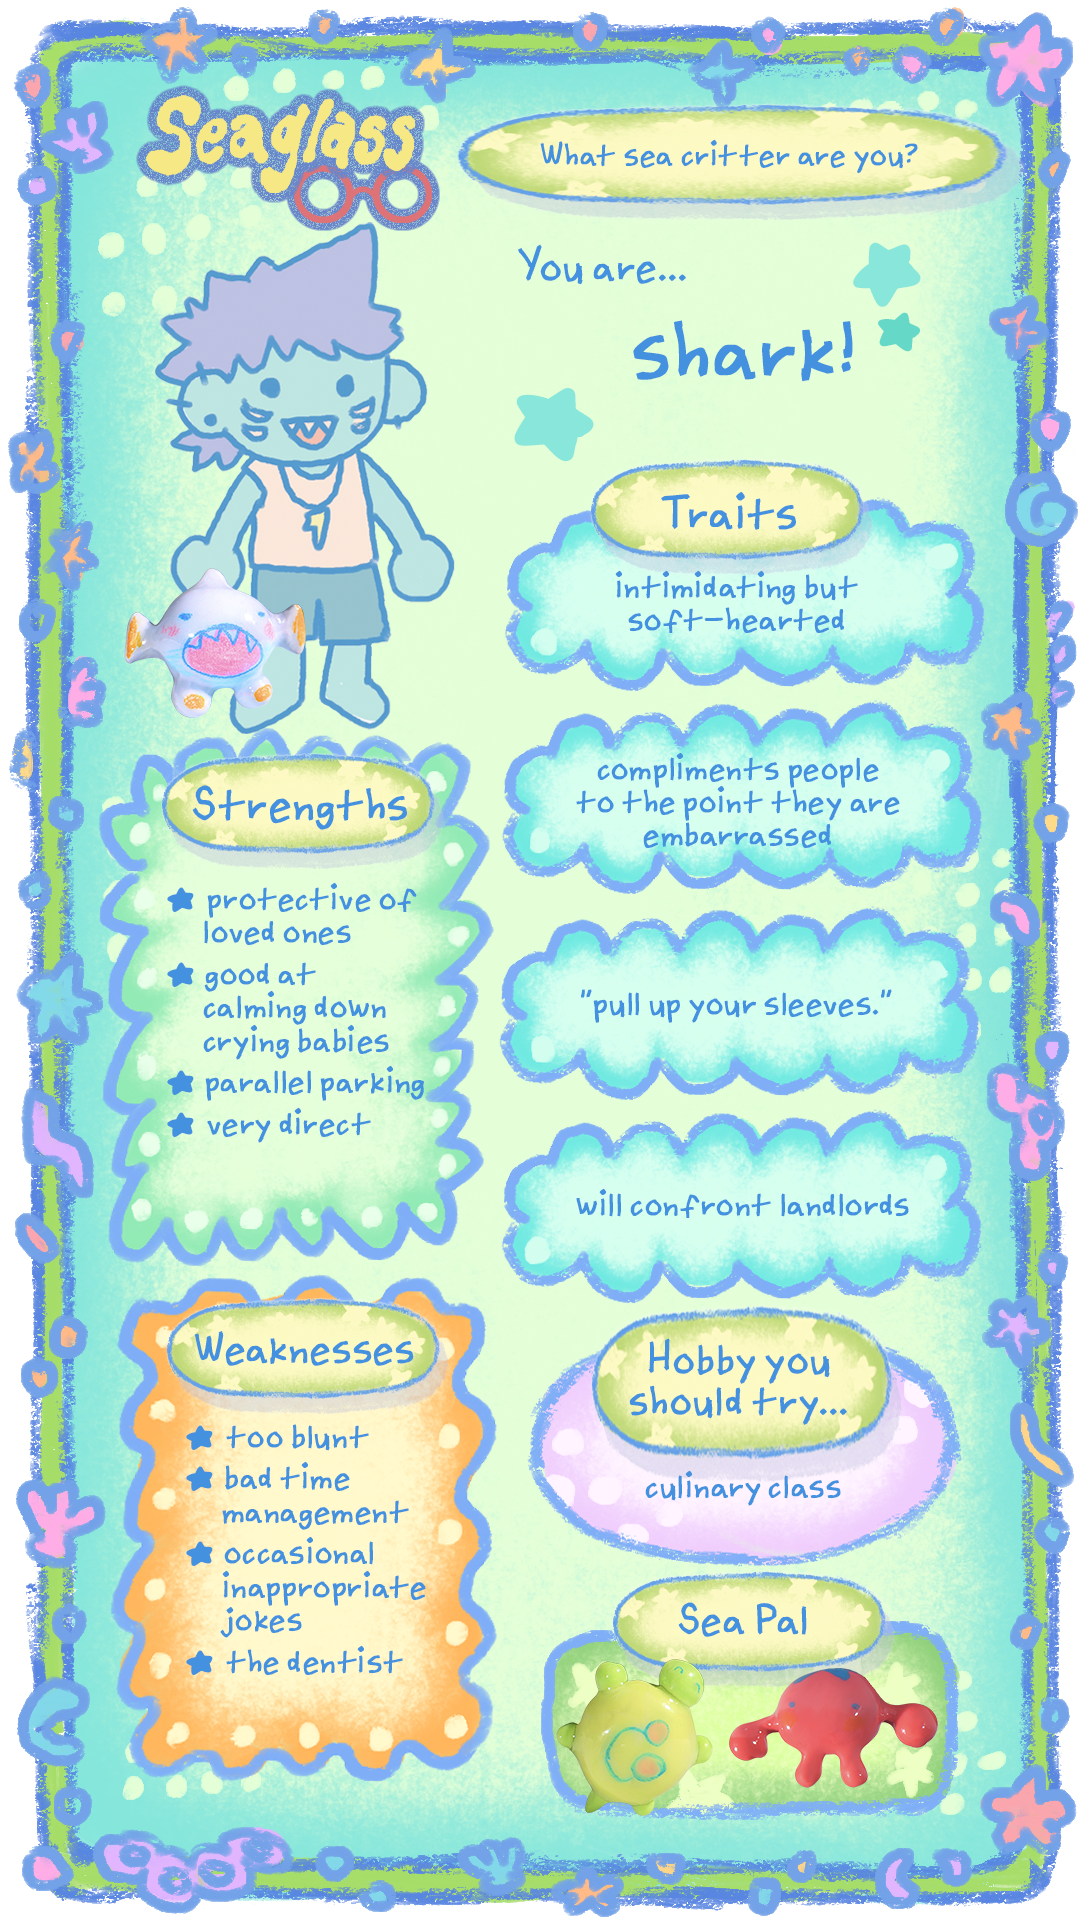 Seaglass
What sea critter are you?
You are...
Shark!
Traits
intimidating but
soft-hearted
compliments people
to the point they are
embarrassed
"pull up your sleeves."
will confront landlords
Strengths
protective of
loved ones
good at
calming down
crying babies
parallel parking
very direct
Weaknesses
too blunt
bad time
management
occasional
inappropriate
jokes
the dentist
Hobby you
should try...
culinary class
Sea Pal